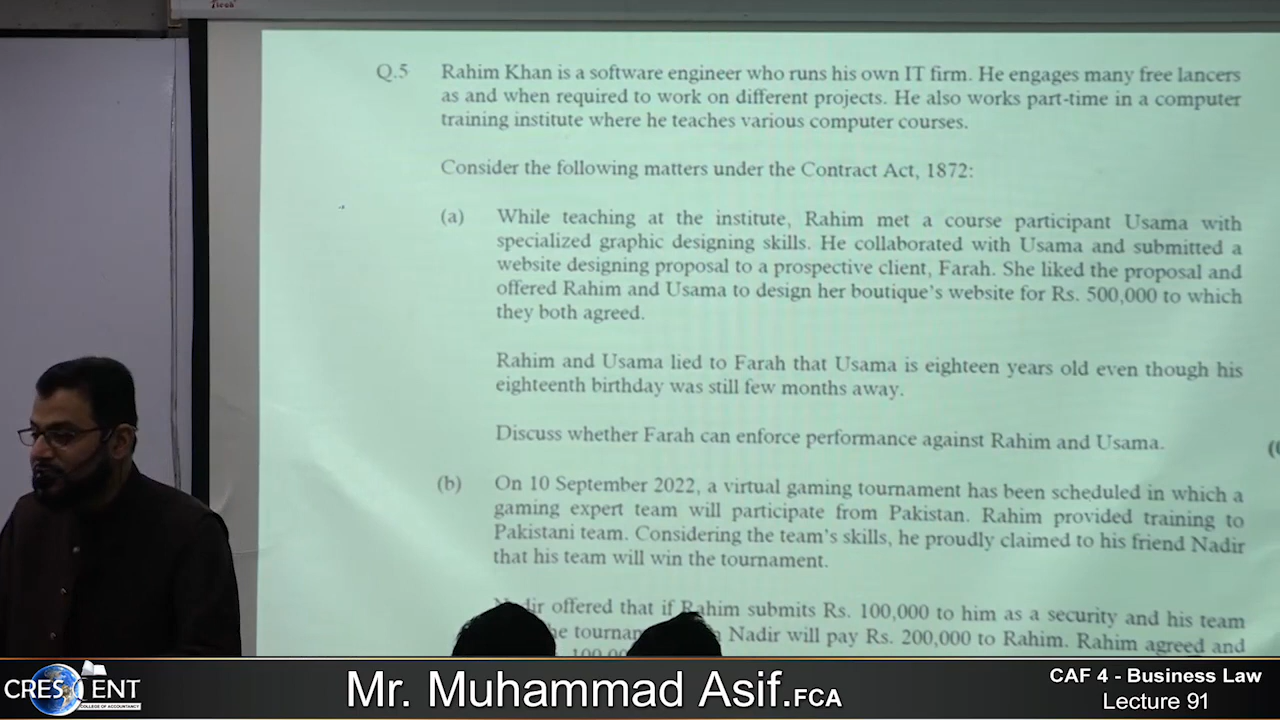 Q.5 Rahim Khan is a software engineer who runs his own IT firm. He engages many free lancers
as and when required to work on different projects. He also works part-time in a computer
training institute where he teaches various computer courses.
Consider the following matters under the Contract Act, 1872:
(a) While teaching at the institute, Rahim met a course participant Usama with
specialized graphic designing skills. He collaborated with Usama and submitted a
website designing proposal to a prospective client, Farah. She liked the proposal and
offered Rahim and Usama to design her boutique's website for Rs. 500,000 to which
they both agreed.
Rahim and Usama lied to Farah that Usama is eighteen years old even though his
eighteenth birthday was still few months away.
Discuss whether Farah can enforce performance against Rahim and Usama.
(b) On 10 September 2022, a virtual gaming tournament has been scheduled in which a
gaming expert team will participate from Pakistan. Rahim provided training to
Pakistani team. Considering the team's skills, he proudly claimed to his friend Nadir
that his team will win the tournament.
offered that if Rahim submits Rs. 100,000 to him as a security and his team
Nadir will pay Rs. 200,000 to Rahim. Rahim agreed and
CRESCENT
COLLEGE OF ACCOUNTANCY
Mr. Muhammad Asif.FCA
CAF 4 - Business Law
Lecture 91